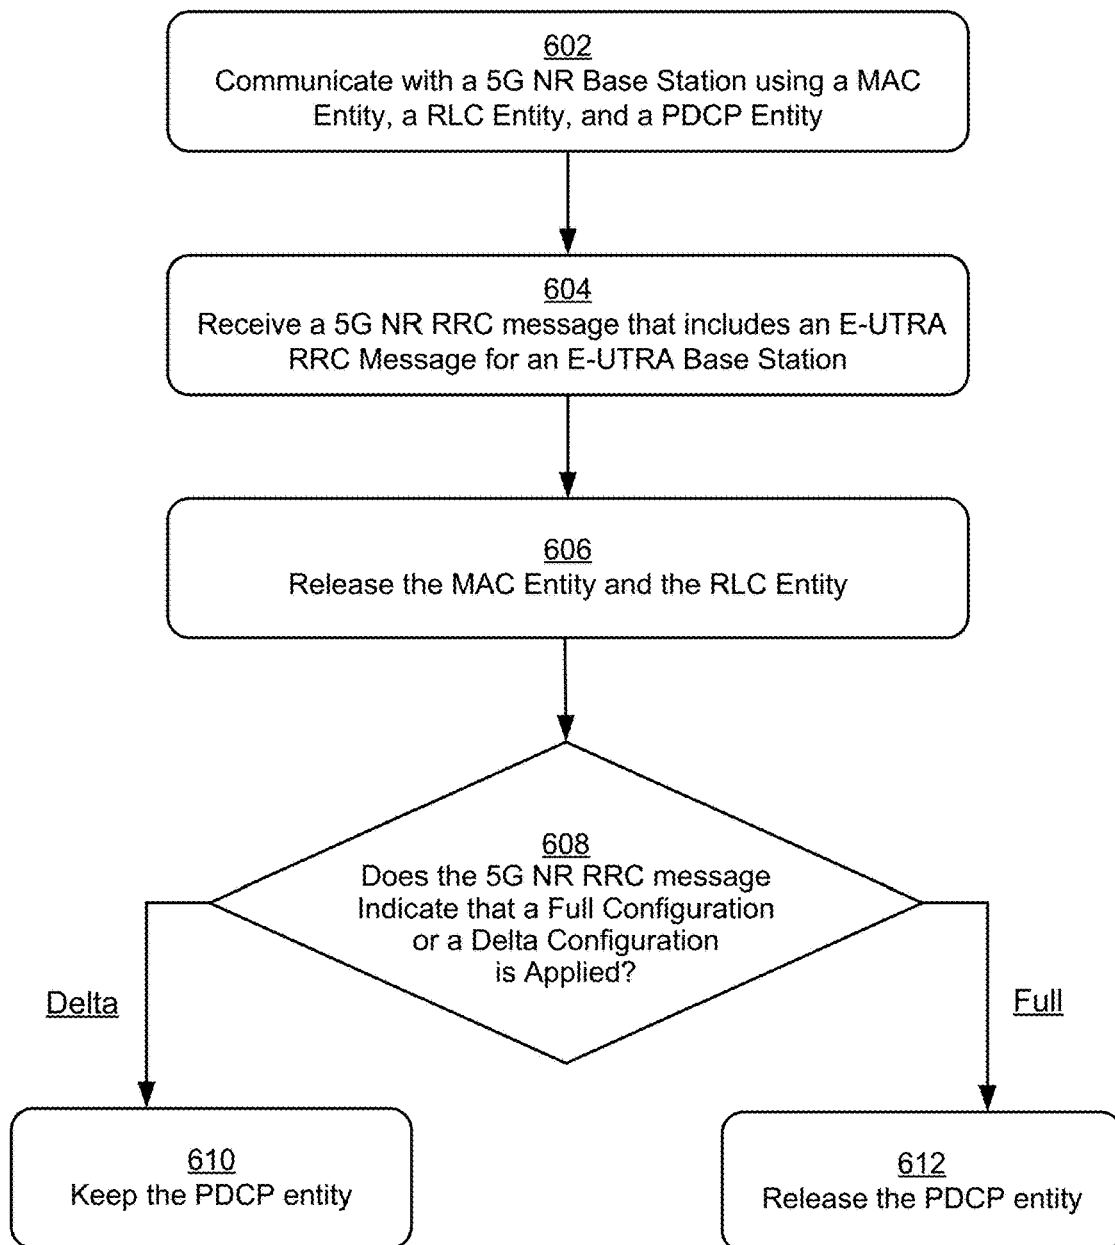 602
Communicate with a 5G NR Base Station using a MAC
Entity, a RLC Entity, and a PDCP Entity
604
Receive a 5G NR RRC message that includes an E-UTRA
RRC Message for an E-UTRA Base Station
606
Release the MAC Entity and the RLC Entity
608
Does the 5G NR RRC message
Indicate that a Full Configuration
or a Delta Configuration
is Applied?
Delta
Full
610
Keep the PDCP entity
612
Release the PDCP entity